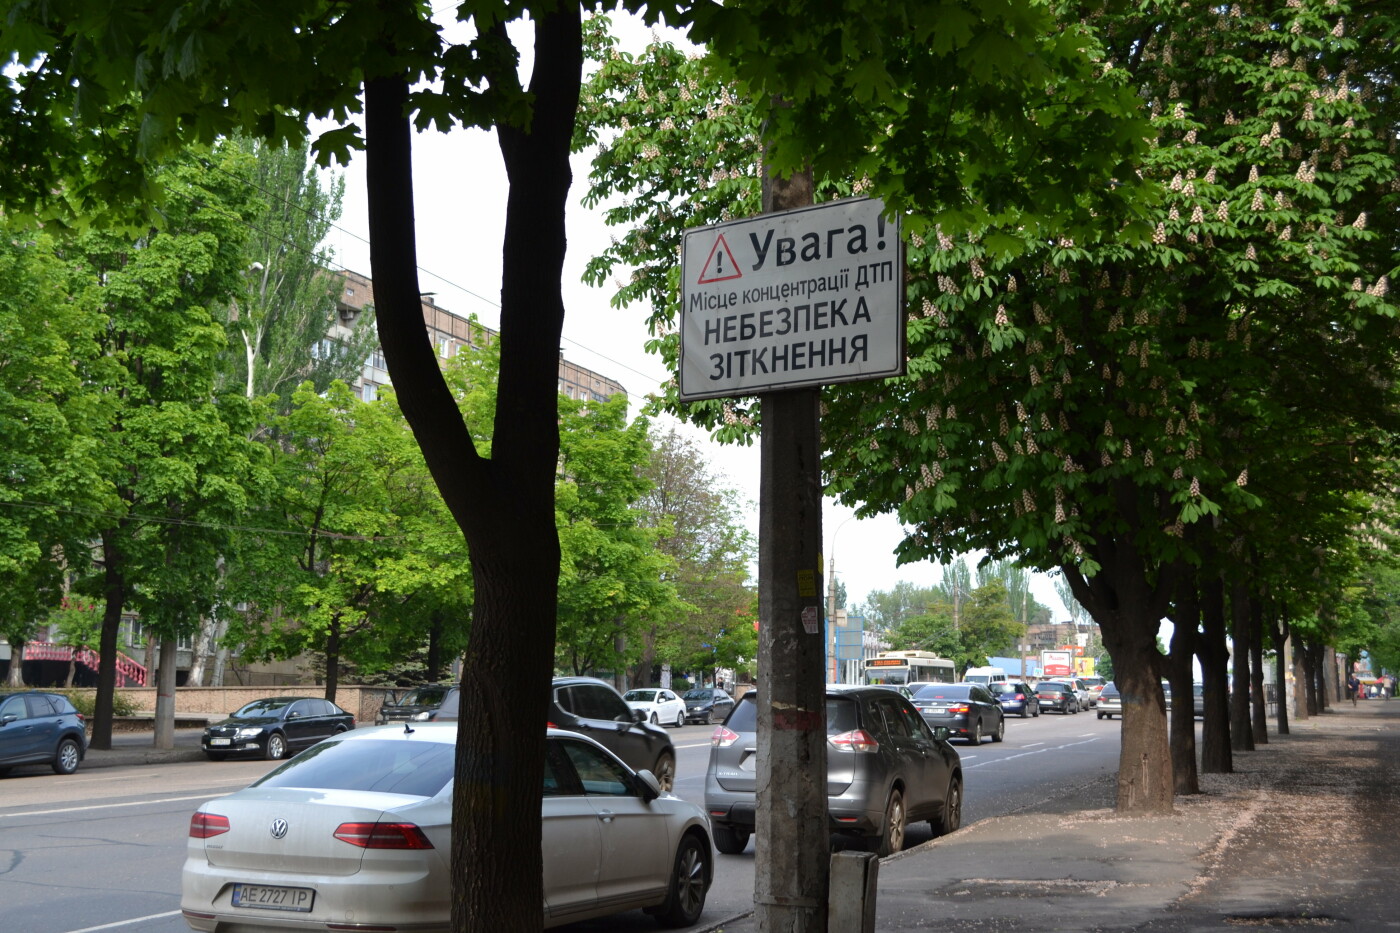 ! Увага!
Місце концентрації ДТП
НЕБЕЗПЕКА
ЗІТКНЕННЯ
AE 2727 IP